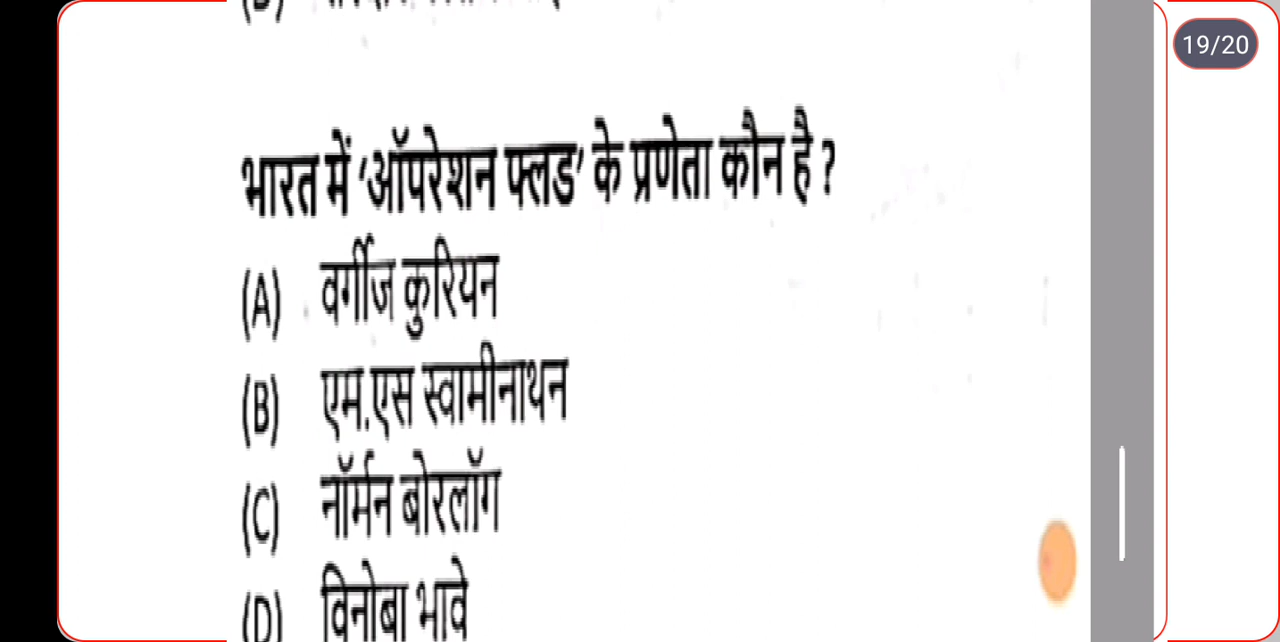 19/20
भारत में 'ऑपरेशन फ्लड' के प्रणेता कौन है ?
(A) वर्गीज कुरियन
(B) एम.एस स्वामीनाथन
(C) नॉर्मन बोरलॉग
(D) विनोबा भावे